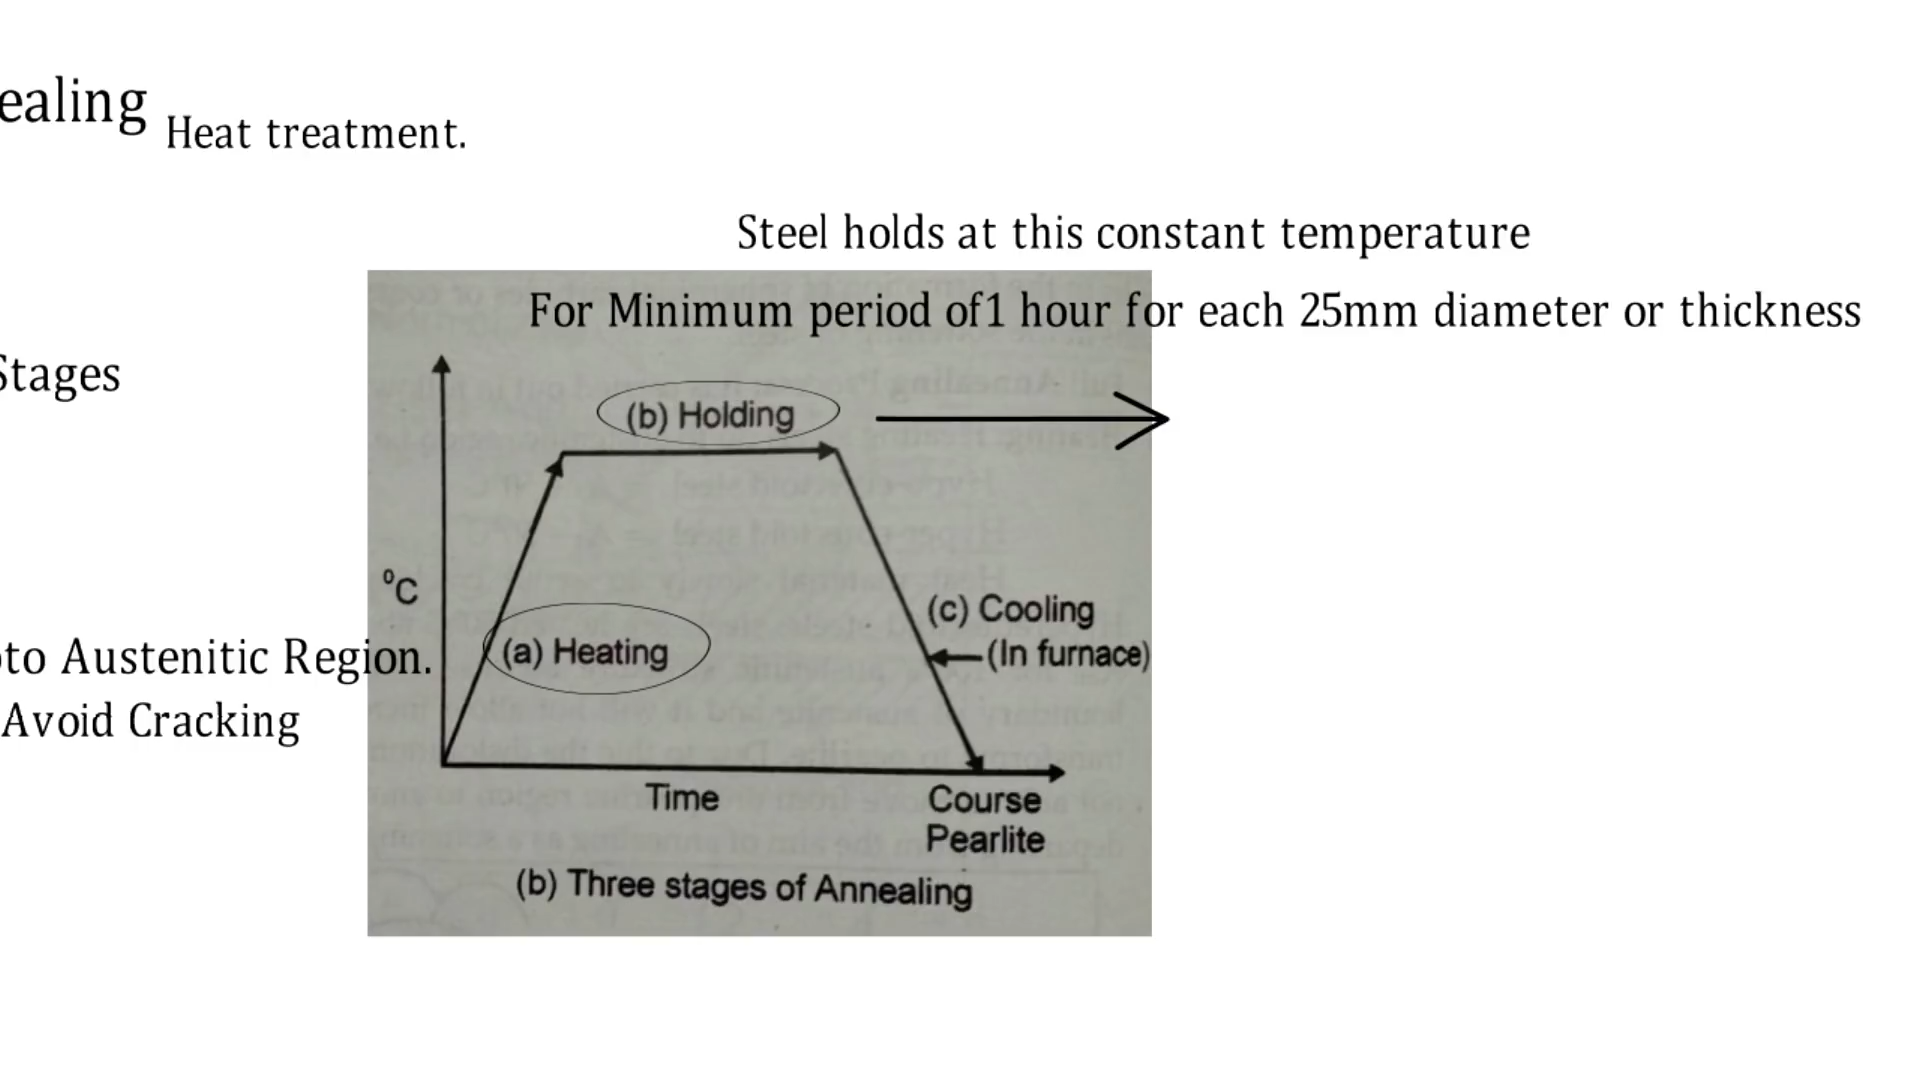 ealing Heat treatment.
Steel holds at this constant temperature
For Minimum period of1 hour for each 25mm diameter or thickness
Stages
(b) Holding
°C
(c) Cooling
(a) Heating
(In furnace)
pto Austenitic Region.
Avoid Cracking
Time
Course
Pearlite
(b) Three stages of Annealing